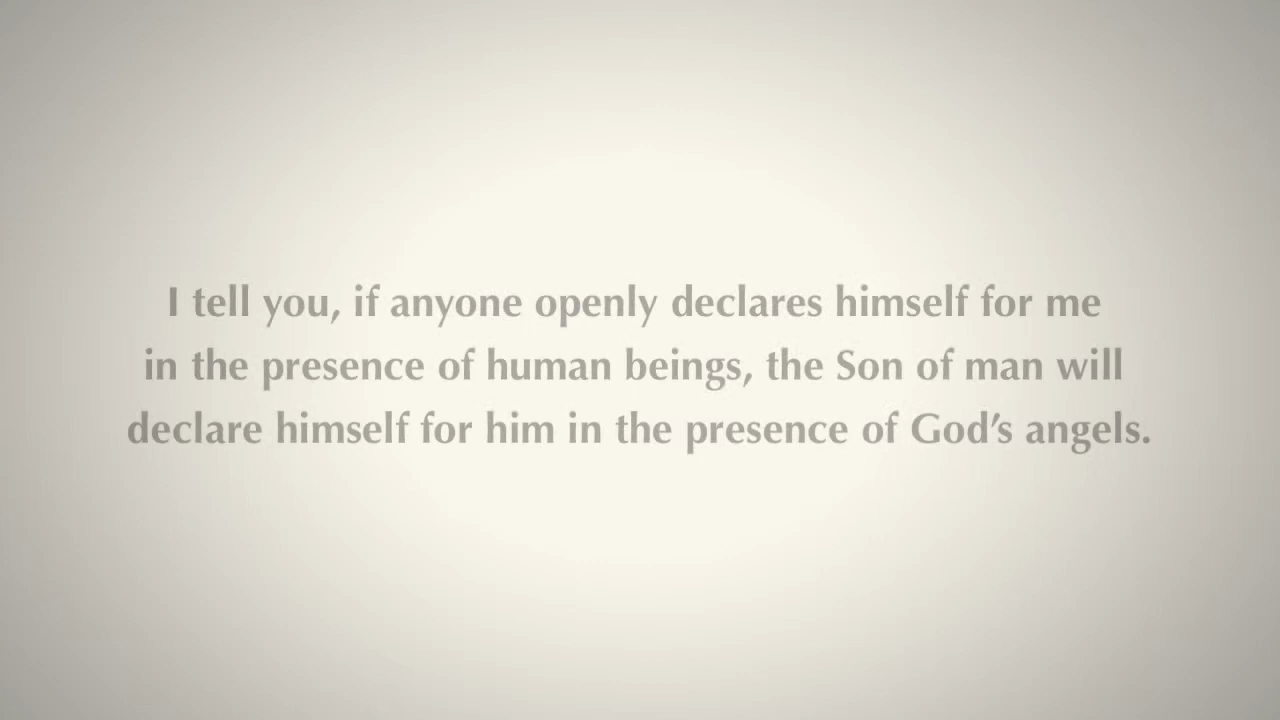 I tell you, if anyone openly declares himself for me
in the presence of human beings, the Son of man will
declare himself for him in the presence of God’s angels.